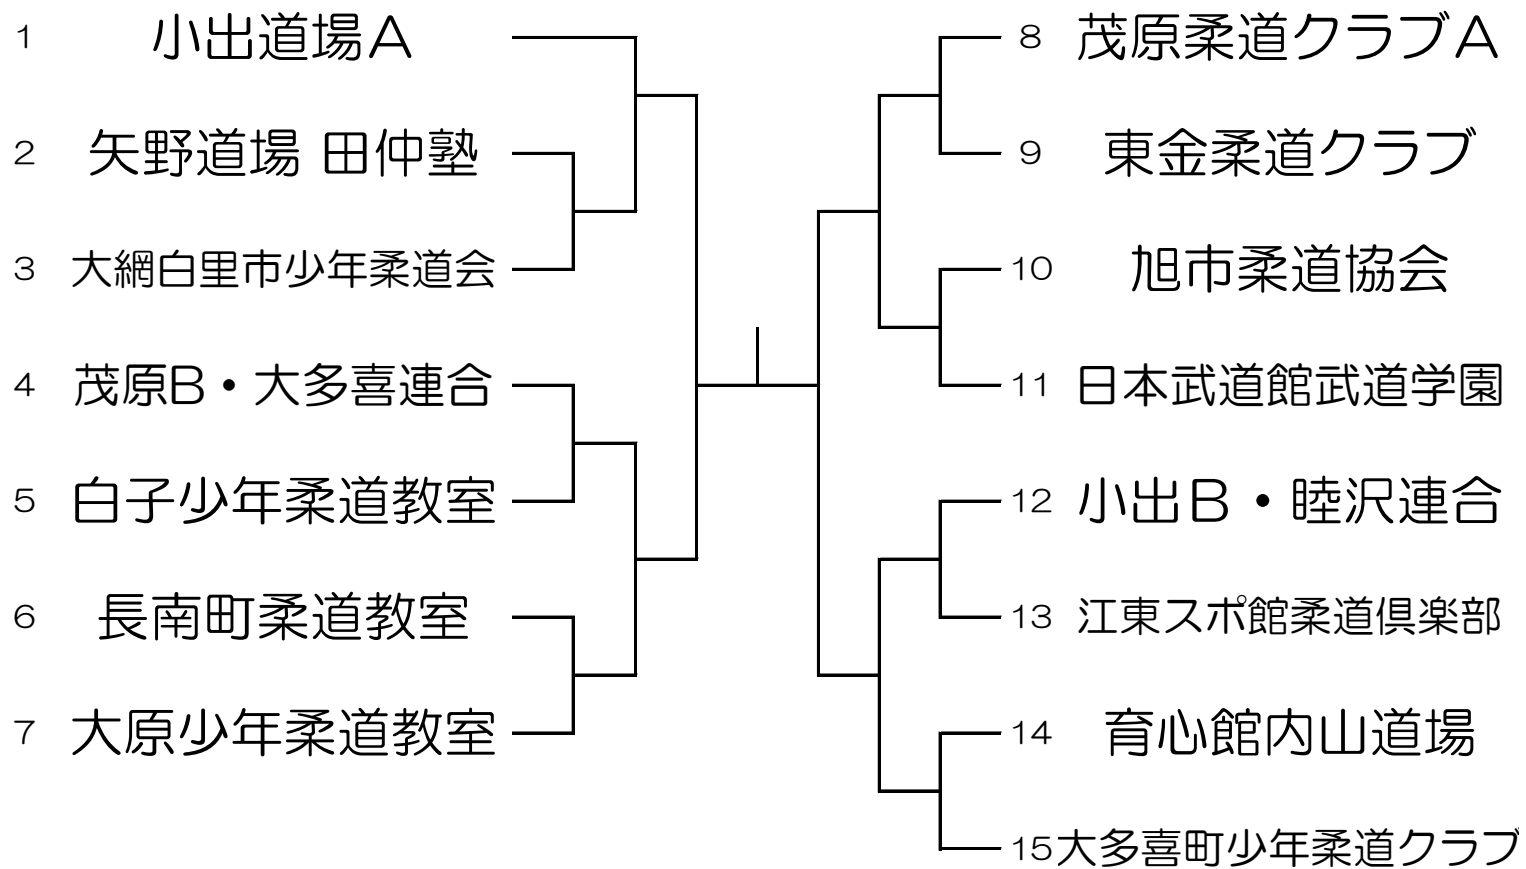 1 小出道場A
2 矢野道場 田仲塾
3 大網白里市少年柔道会
4 茂原B・大多喜連合
5 白子少年柔道教室
6 長南町柔道教室
7 大原少年柔道教室
8 茂原柔道クラブA
9 東金柔道クラブ
10 旭市柔道協会
11 日本武道館武道学園
12 小出B・睦沢連合
13 江東スポ館柔道倶楽部
14 育心館内山道場
15 大多喜町少年柔道クラブ